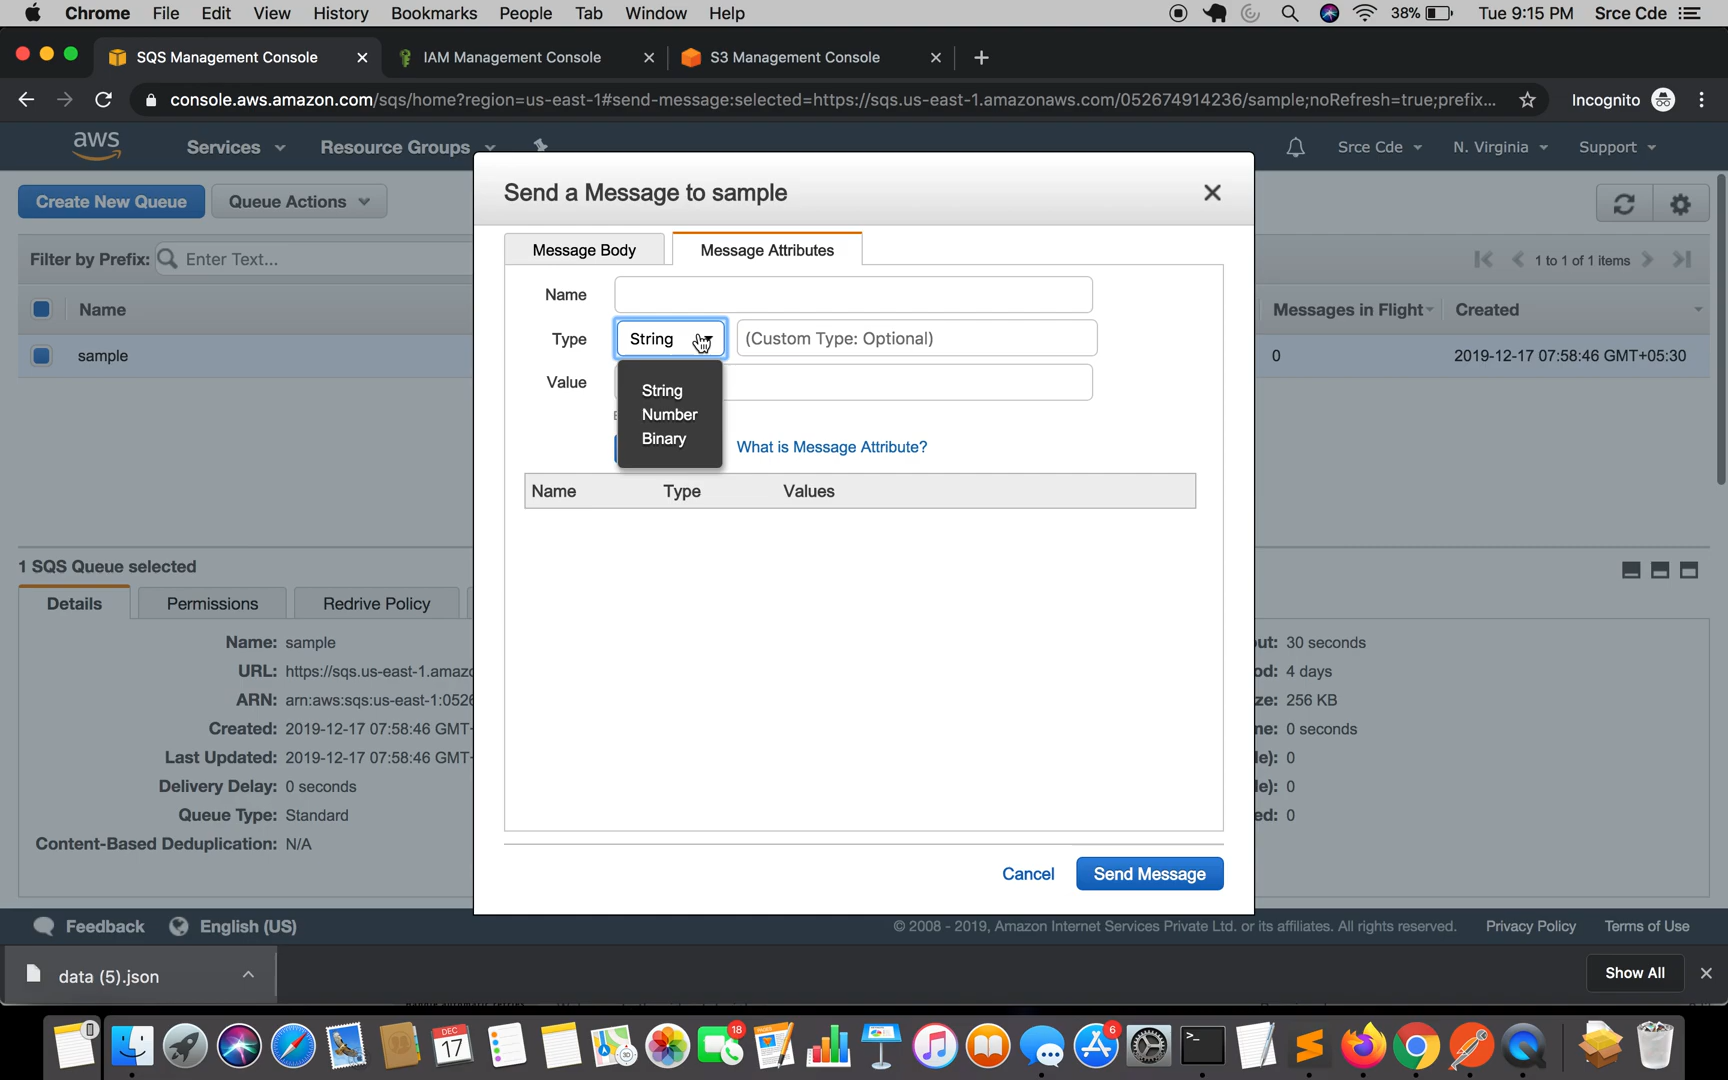 Chrome File Edit View History Bookmarks People Tab Window Help 38% Tue 9:15 PM Srce Cde
SQS Management Console IAM Management Console S3 Management Console
console.aws.amazon.com/sqs/home?region=us-east-1#send-message:selected=https://sqs.us-east-1.amazonaws.com/052674914236/sample;noRefresh=true;prefix... Incognito
aws Services Resource Groups Srce Cde N. Virginia Support
Create New Queue Queue Actions
Send a Message to sample
Message Body Message Attributes
Filter by Prefix: Enter Text... 1 to 1 of 1 items
Name
Name Messages in Flight Created
Type String (Custom Type: Optional)
sample 0 2019-12-17 07:58:46 GMT+05:30
Value
String
Number
Binary
What is Message Attribute?
Name Type Values
1 SQS Queue selected
Details Permissions Redrive Policy
Name: sample 30 seconds
URL: https://sqs.us-east-1.amaz 4 days
ARN: arn:aws:sqs:us-east-1:052 256 KB
Created: 2019-12-17 07:58:46 GMT 0 seconds
Last Updated: 2019-12-17 07:58:46 GMT 0
Delivery Delay: 0 seconds 0
Queue Type: Standard ed: 0
Content-Based Deduplication: N/A
Cancel Send Message
Feedback English (US) © 2008 - 2019, Amazon Internet Services Private Ltd. or its affiliates. All rights reserved. Privacy Policy Terms of Use
data (5).json Show All
DEC 18 PAGES 6
17 3D